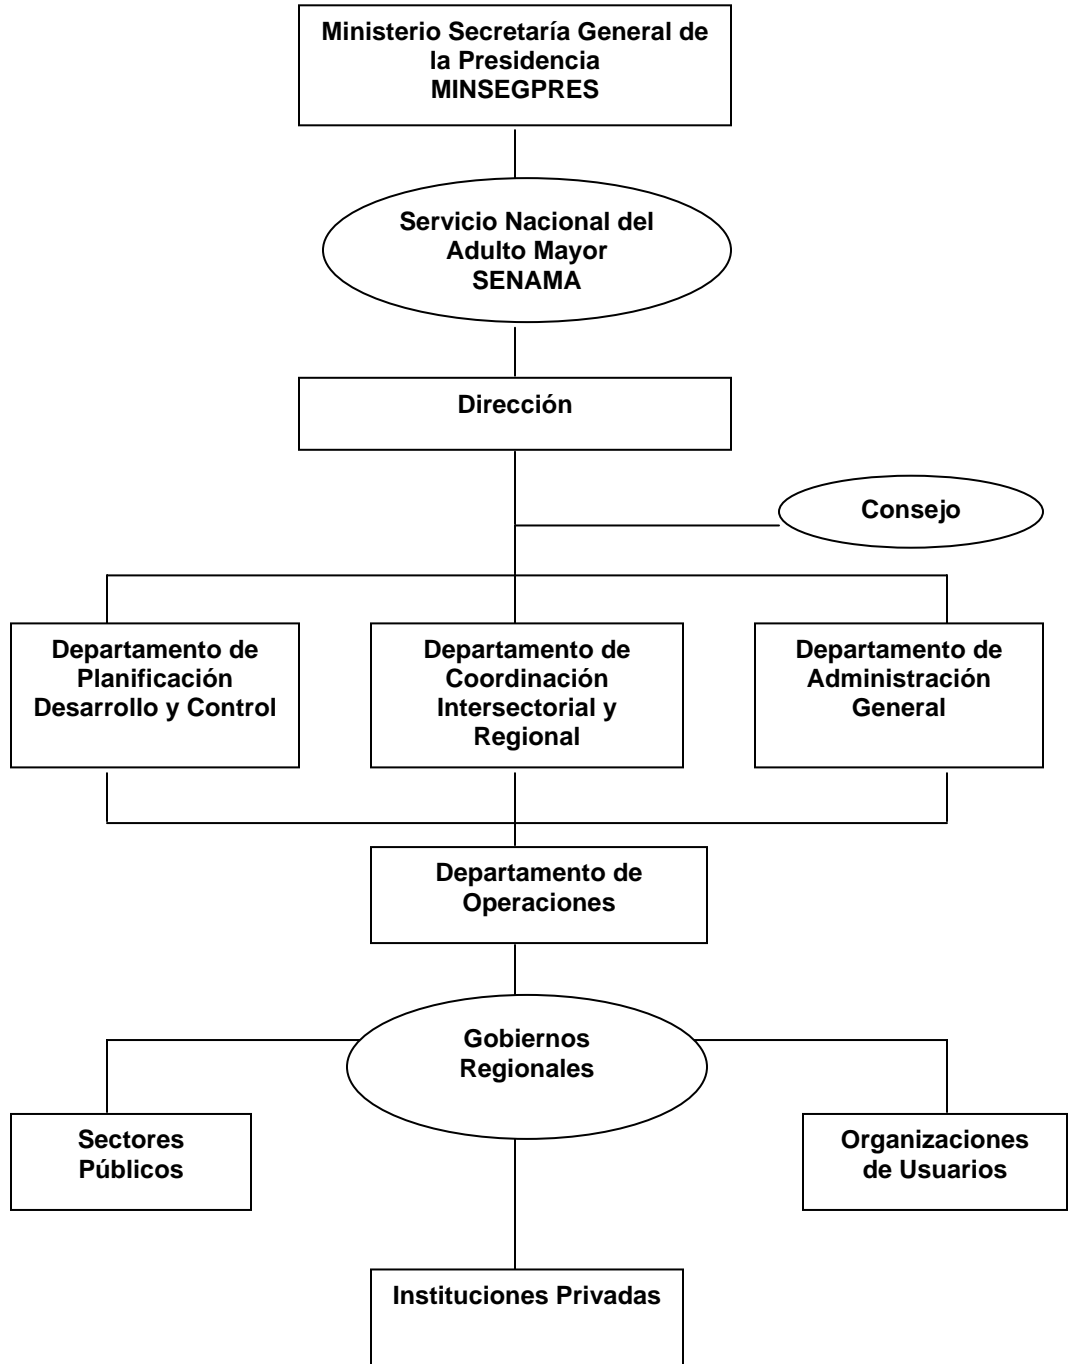 Ministerio Secretaría General de
la Presidencia
MINSEGPRES
Servicio Nacional del
Adulto Mayor
SENAMA
Dirección
Consejo
Departamento de
Planificación
Desarrollo y Control
Departamento de
Coordinación
Intersectorial y
Regional
Departamento de
Administración
General
Departamento de
Operaciones
Gobiernos
Regionales
Sectores
Públicos
Organizaciones
de Usuarios
Instituciones Privadas